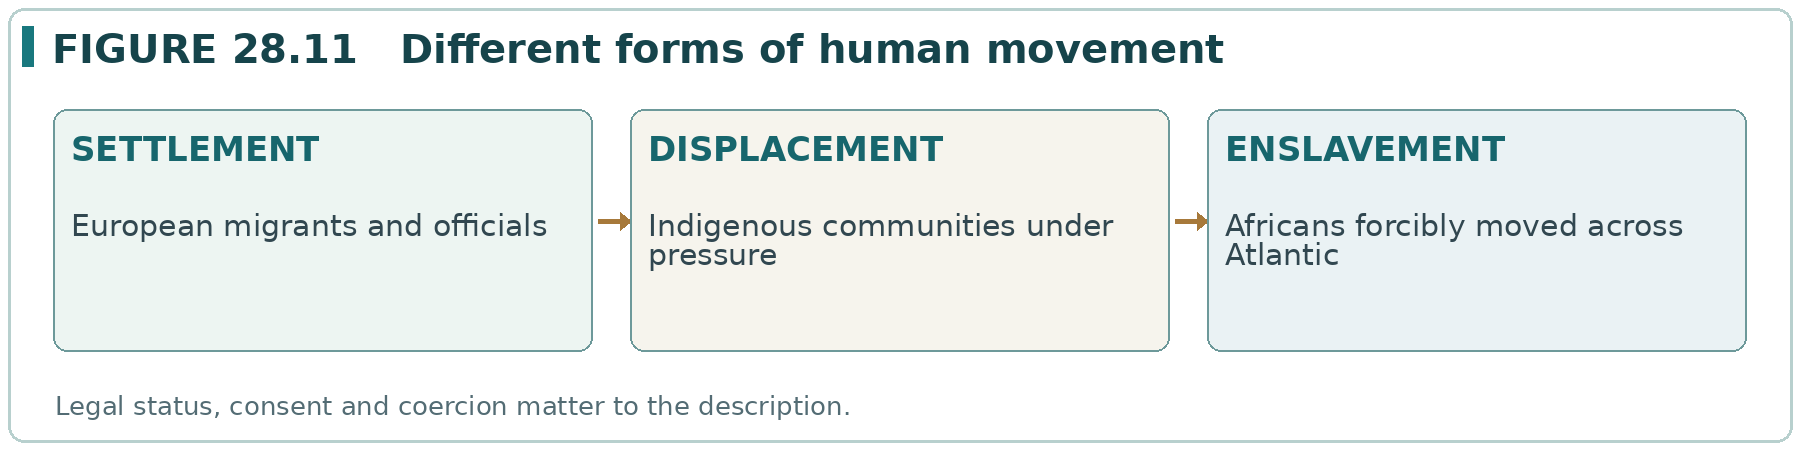 FIGURE 28.11 Different forms of human movement
SETTLEMENT
European migrants and officials
DISPLACEMENT
Indigenous communities under
pressure
ENSLAVEMENT
Africans forcibly moved across
Atlantic
Legal status, consent and coercion matter to the description.